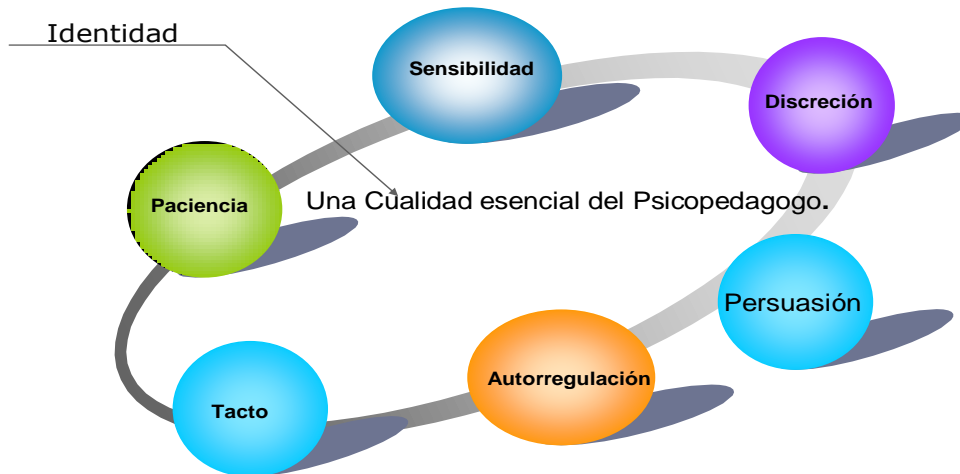 Identidad
Sensibilidad
Discreción
Paciencia
Una Cualidad esencial del Psicopedagogo.
Persuasión
Autorregulación
Tacto